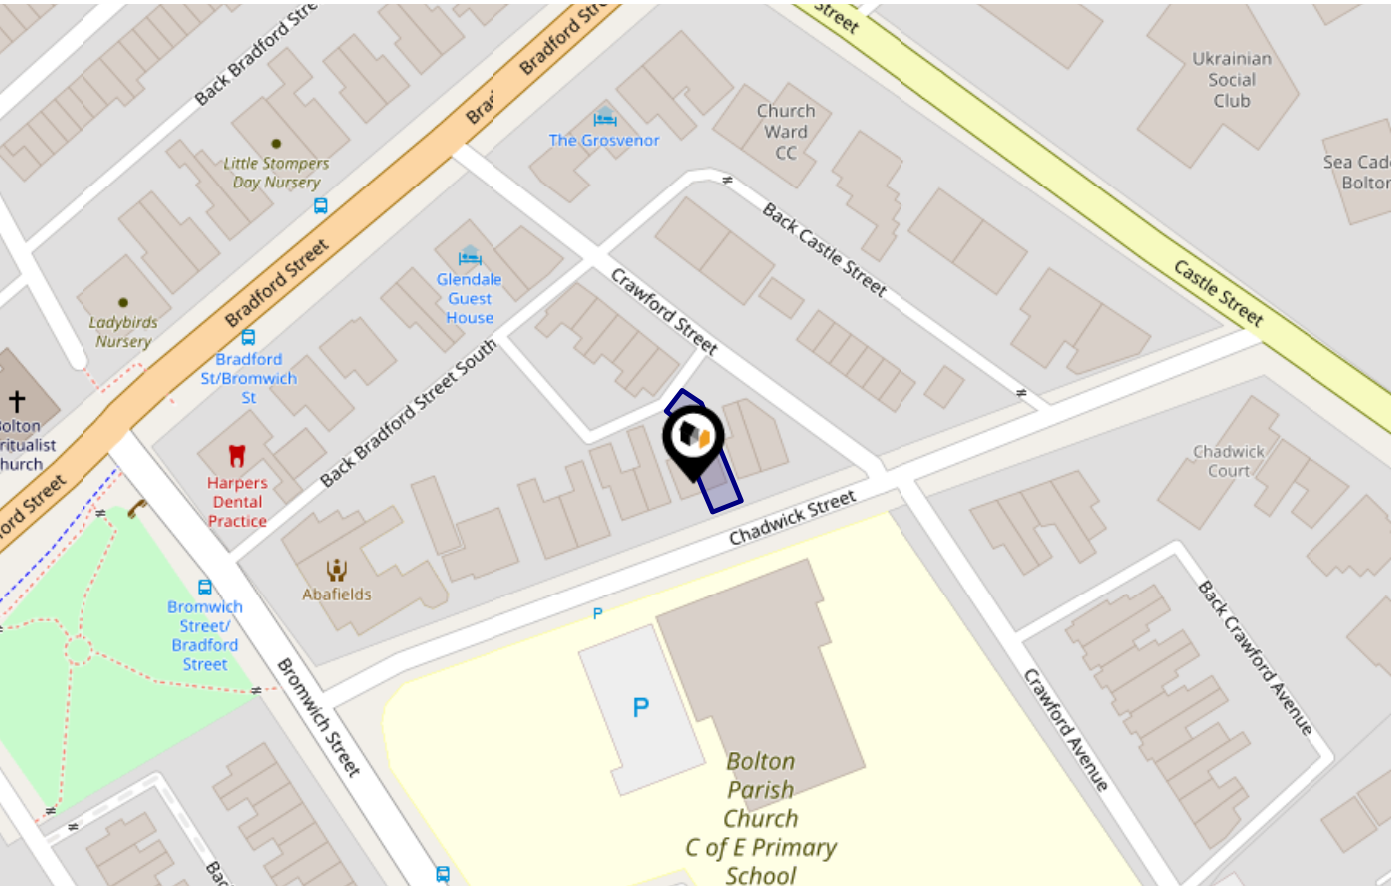 Back Bradford Stre
Bradford Str
Brad
Street
Ukrainian
Social
Club
Church
Ward
CC
The Grosvenor
Little Stompers
Day Nursery
Sea Cade
Bolton
Back Castle Street
Castle Street
Bradford Street
Glendale
Guest
House
Crawford Street
Ladybirds
Nursery
Bradford
St/Bromwich
St
Back Bradford Street South
Bolton
ritualist
hurch
Harpers
Dental
Practice
Chadwick
Court
ord Street
Chadwick Street
Abafields
Bromwich
Street/
Bradford
Street
P
Back Crawford Avenue
Bromwich Street
Crawford Avenue
P
Bolton
Parish
Church
C of E Primary
School
Bac